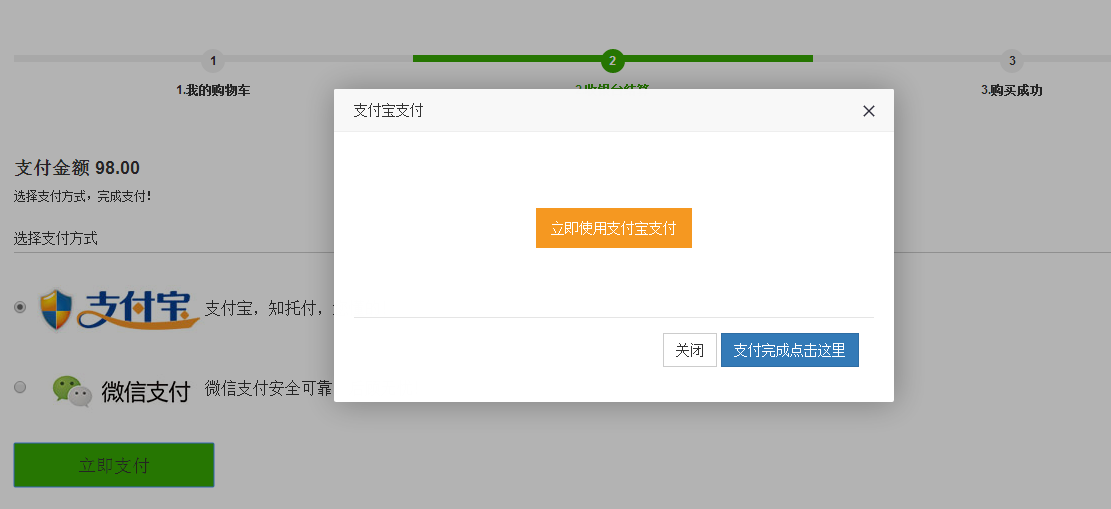 1
2
3
1.我的购物车
3.购买成功
支付宝支付
支付金额 98.00
选择支付方式，完成支付！
立即使用支付宝支付
选择支付方式
支付宝
支付宝，知托付，
关闭
支付完成点击这里
微信支付
微信支付安全可靠
立即支付